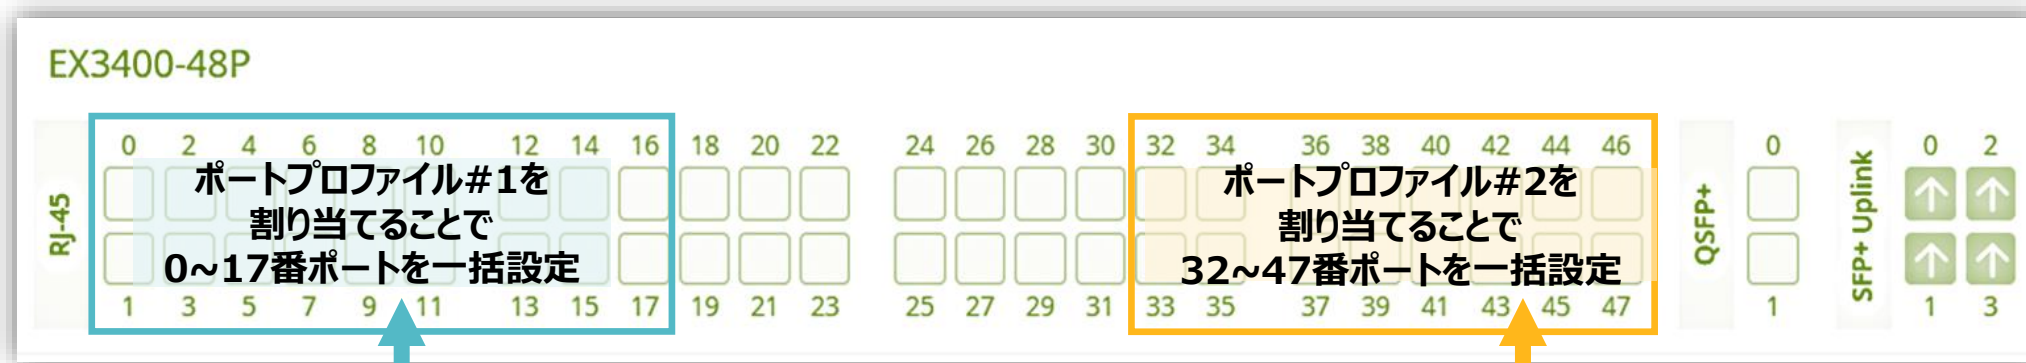 EX3400-48P
RJ-45
0 2 4 6 8 10 12 14 16 18 20 22 24 26 28 30 32 34 36 38 40 42 44 46
ポートプロファイル#1を
割り当てることで
0~17番ポートを一括設定
ポートプロファイル#2を
割り当てることで
32~47番ポートを一括設定
1 3 5 7 9 11 13 15 17 19 21 23 25 27 29 31 33 35 37 39 41 43 45 47
QSFP+
0
1
SFP+ Uplink
0 2
1 3